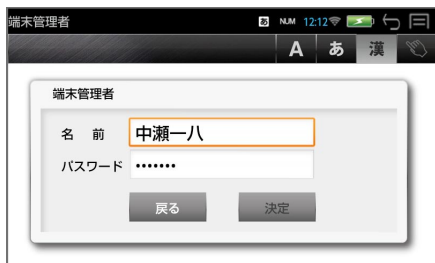 端末管理者 あ NUM 12:12
A あ 漢
端末管理者
名 前 中瀬一八
パスワード •••••••
戻る 決定